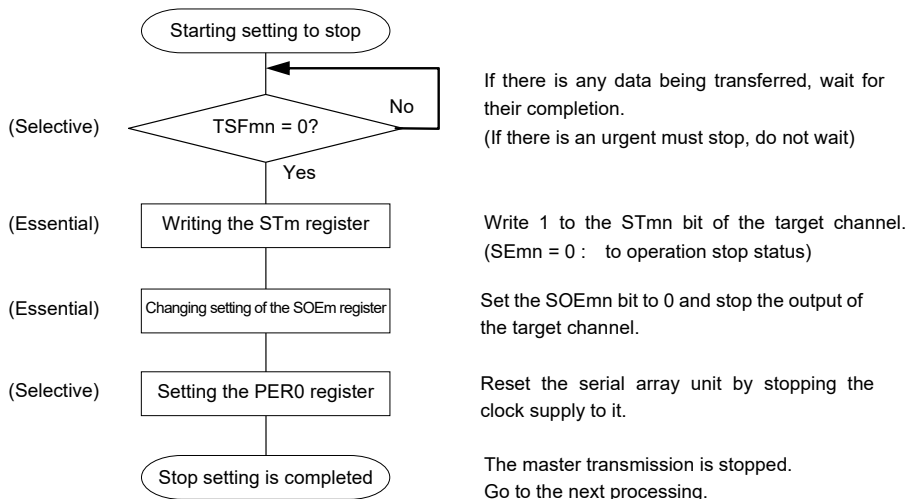 Starting setting to stop
If there is any data being transferred, wait for
their completion.
(If there is an urgent must stop, do not wait)
(Selective)
TSFmn = 0?
No
Yes
(Essential)
Writing the STm register
Write 1 to the STmn bit of the target channel.
(SEmn = 0 : to operation stop status)
(Essential)
Changing setting of the SOEm register
Set the SOEmn bit to 0 and stop the output of
the target channel.
(Selective)
Setting the PER0 register
Reset the serial array unit by stopping the
clock supply to it.
Stop setting is completed
The master transmission is stopped.
Go to the next processing.